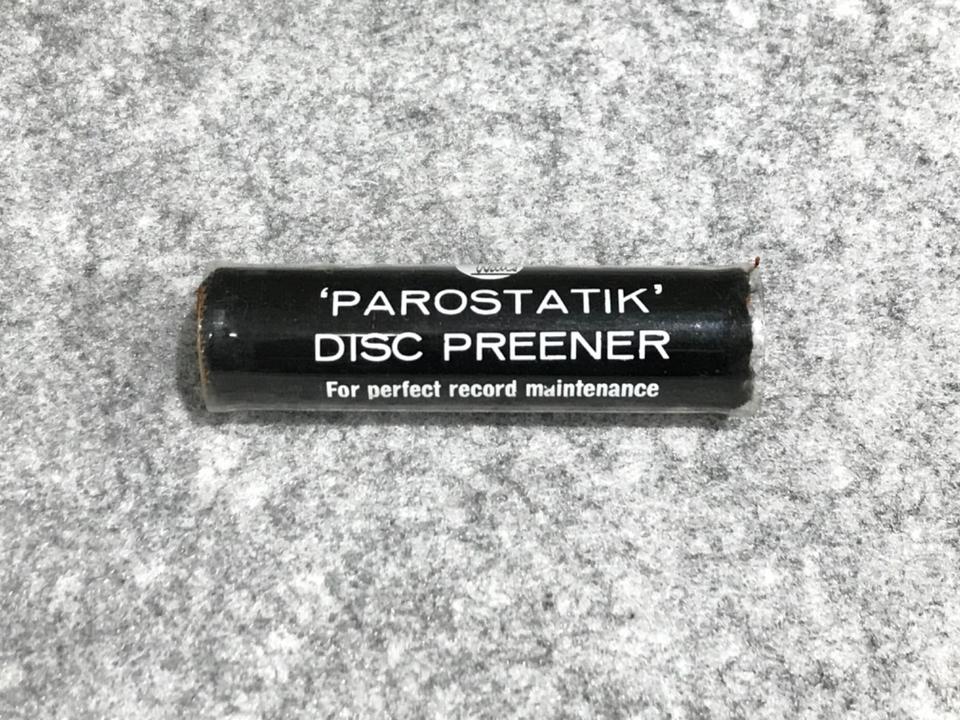 ‘PAROSTATIK’
DISC PREENER
For perfect record maintenance